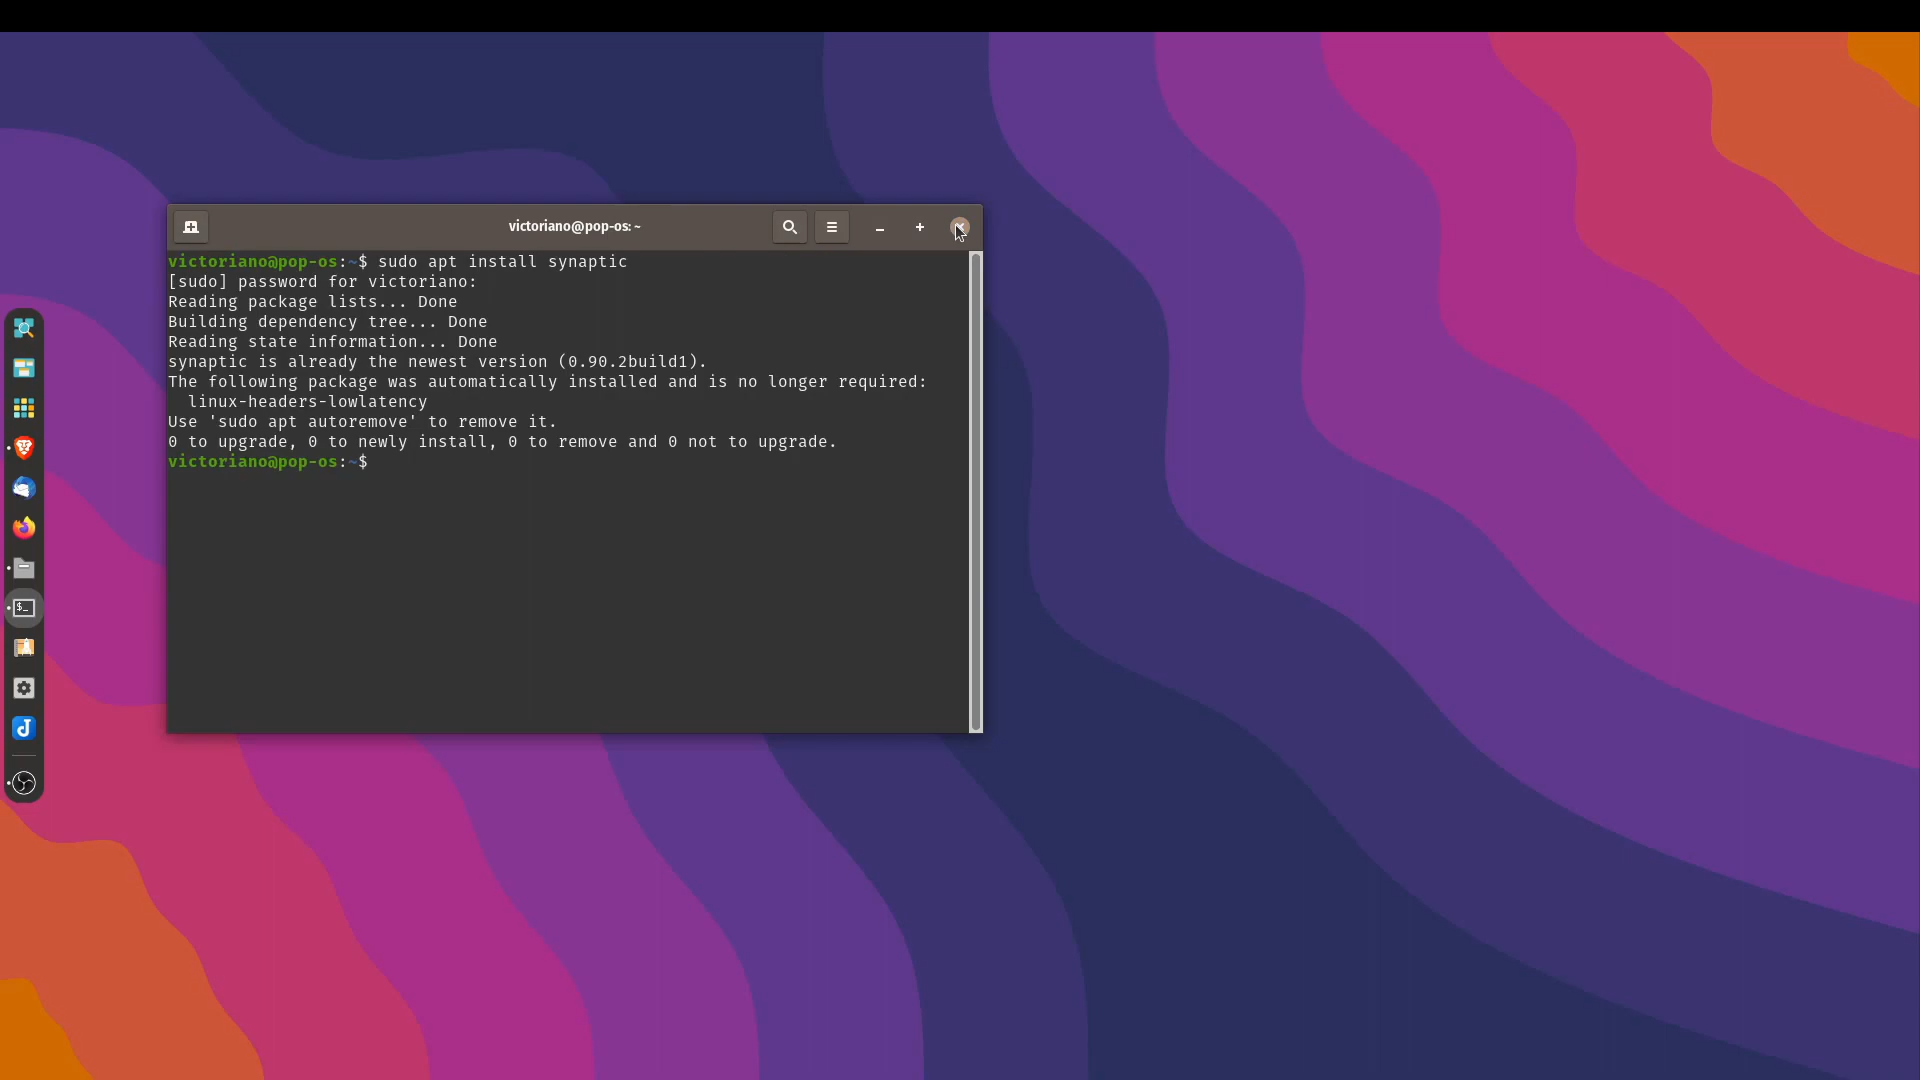 victoriano@pop-os: ~
victoriano@pop-os:~$ sudo apt install synaptic
[sudo] password for victoriano:
Reading package lists... Done
Building dependency tree... Done
Reading state information... Done
synaptic is already the newest version (0.90.2build1).
The following package was automatically installed and is no longer required:
  linux-headers-lowlatency
Use 'sudo apt autoremove' to remove it.
0 to upgrade, 0 to newly install, 0 to remove and 0 not to upgrade.
victoriano@pop-os:~$